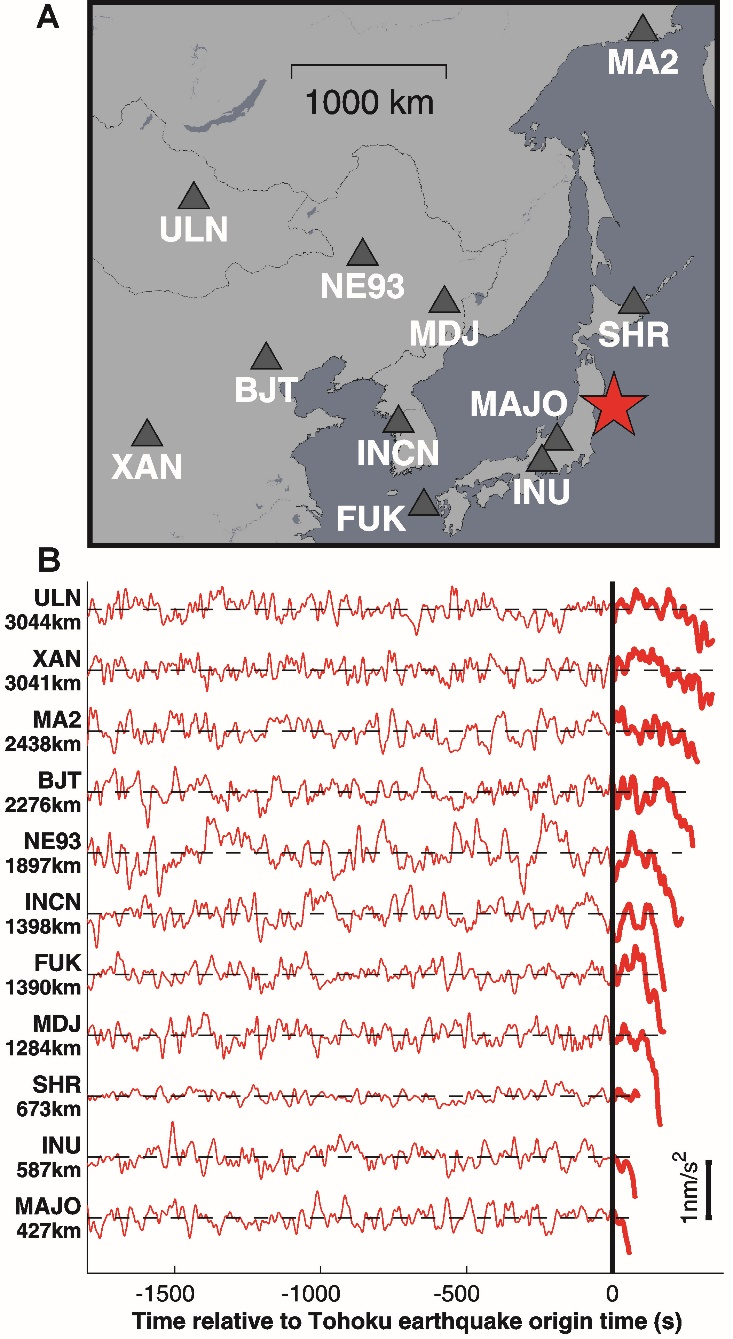 A
MA2
1000 km
ULN
NE93
MDJ
SHR
BJT
MAJO
INCN
XAN
INU
FUK
B
ULN
3044km
XAN
3041km
MA2
2438km
BJT
2276km
NE93
1897km
INCN
1398km
FUK
1390km
MDJ
1284km
SHR
673km
INU
587km
MAJO
427km
1nm/s²
-1500 -1000 -500 0
Time relative to Tohoku earthquake origin time (s)